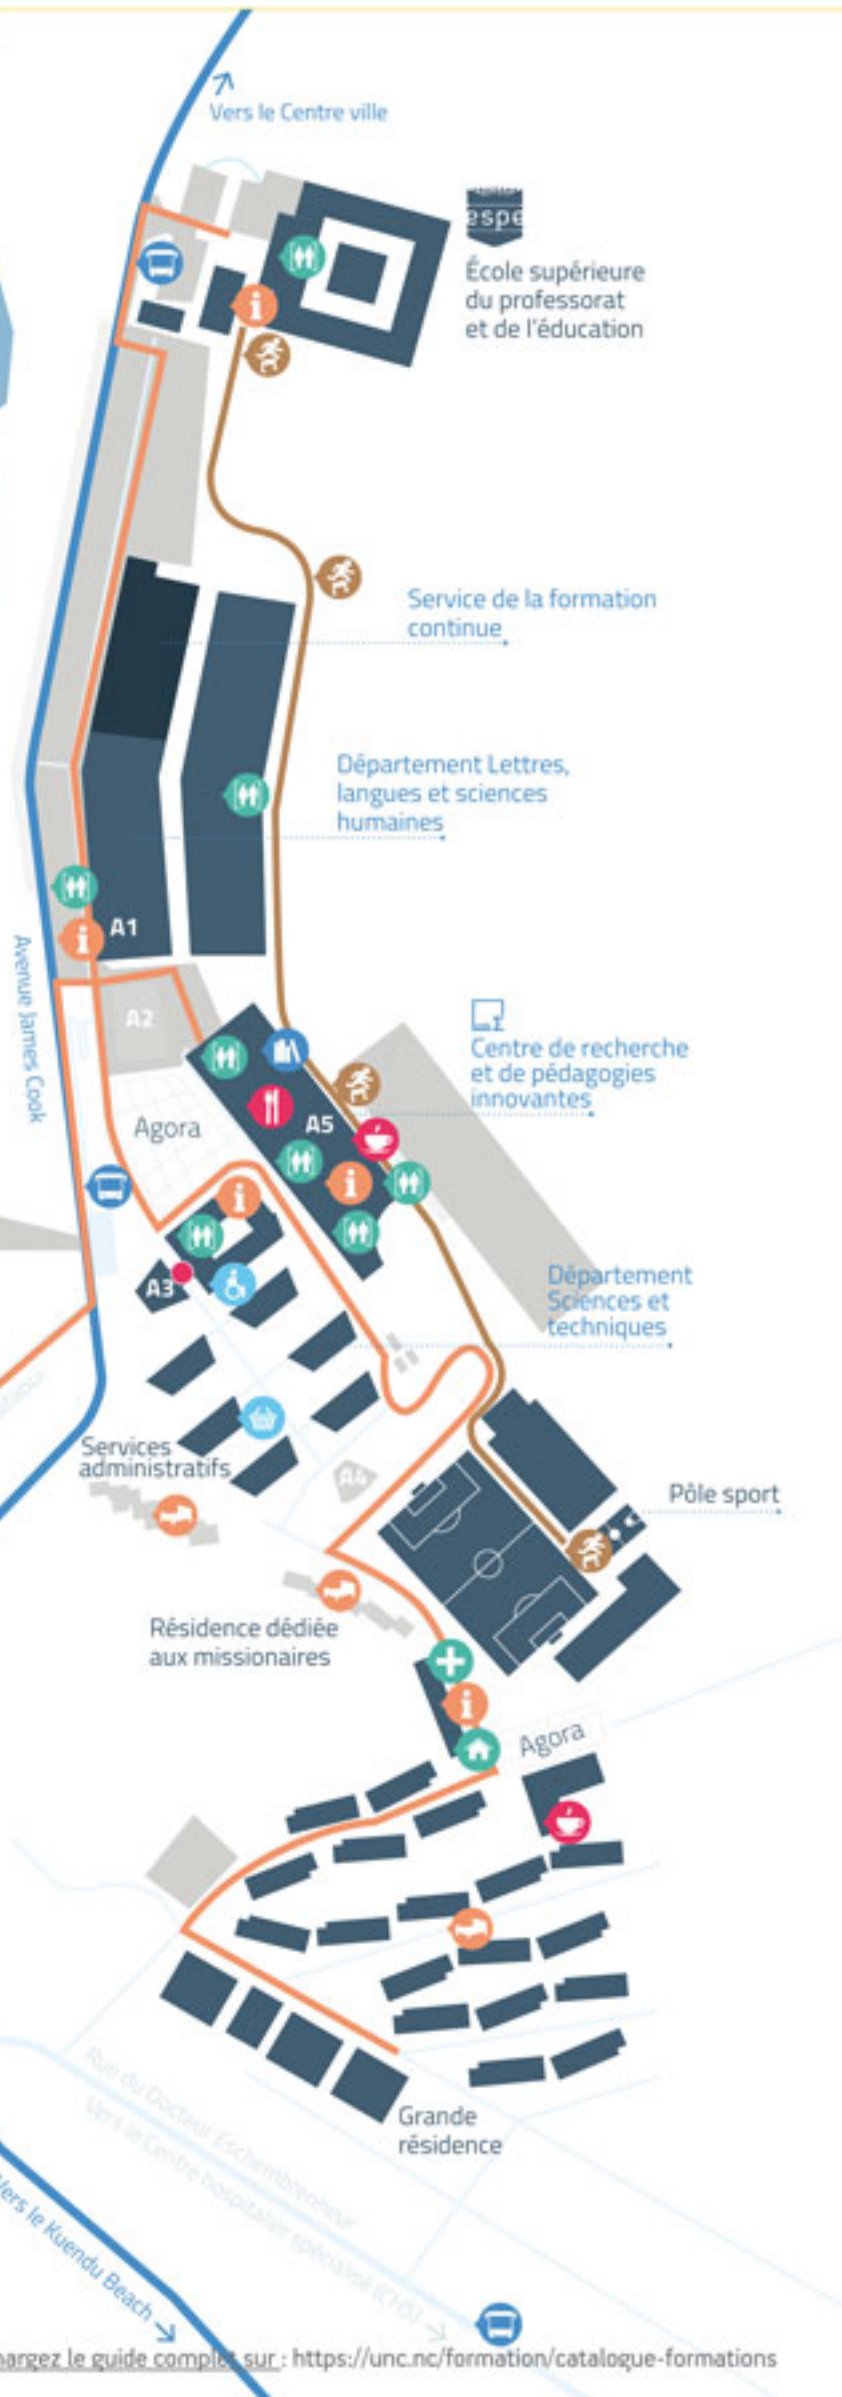 Vers le Centre ville
espe
École supérieure
du professorat
et de l'éducation
Service de la formation
continue
Département Lettres,
langues et sciences
humaines
A1
Avenue James Cook
A2
Centre de recherche
et de pédagogies
innovantes
Agora
A5
A3
Département
Sciences et
techniques
Services
administratifs
A4
Pôle sport
Résidence dédiée
aux missionaires
Agora
Rue du Docteur Eschembrenneur
Vers le Centre hospitalier spécialisé (CHS)
Grande
résidence
Vers le Kuendu Beach
hargez le guide complet sur : https://unc.nc/formation/catalogue-formations